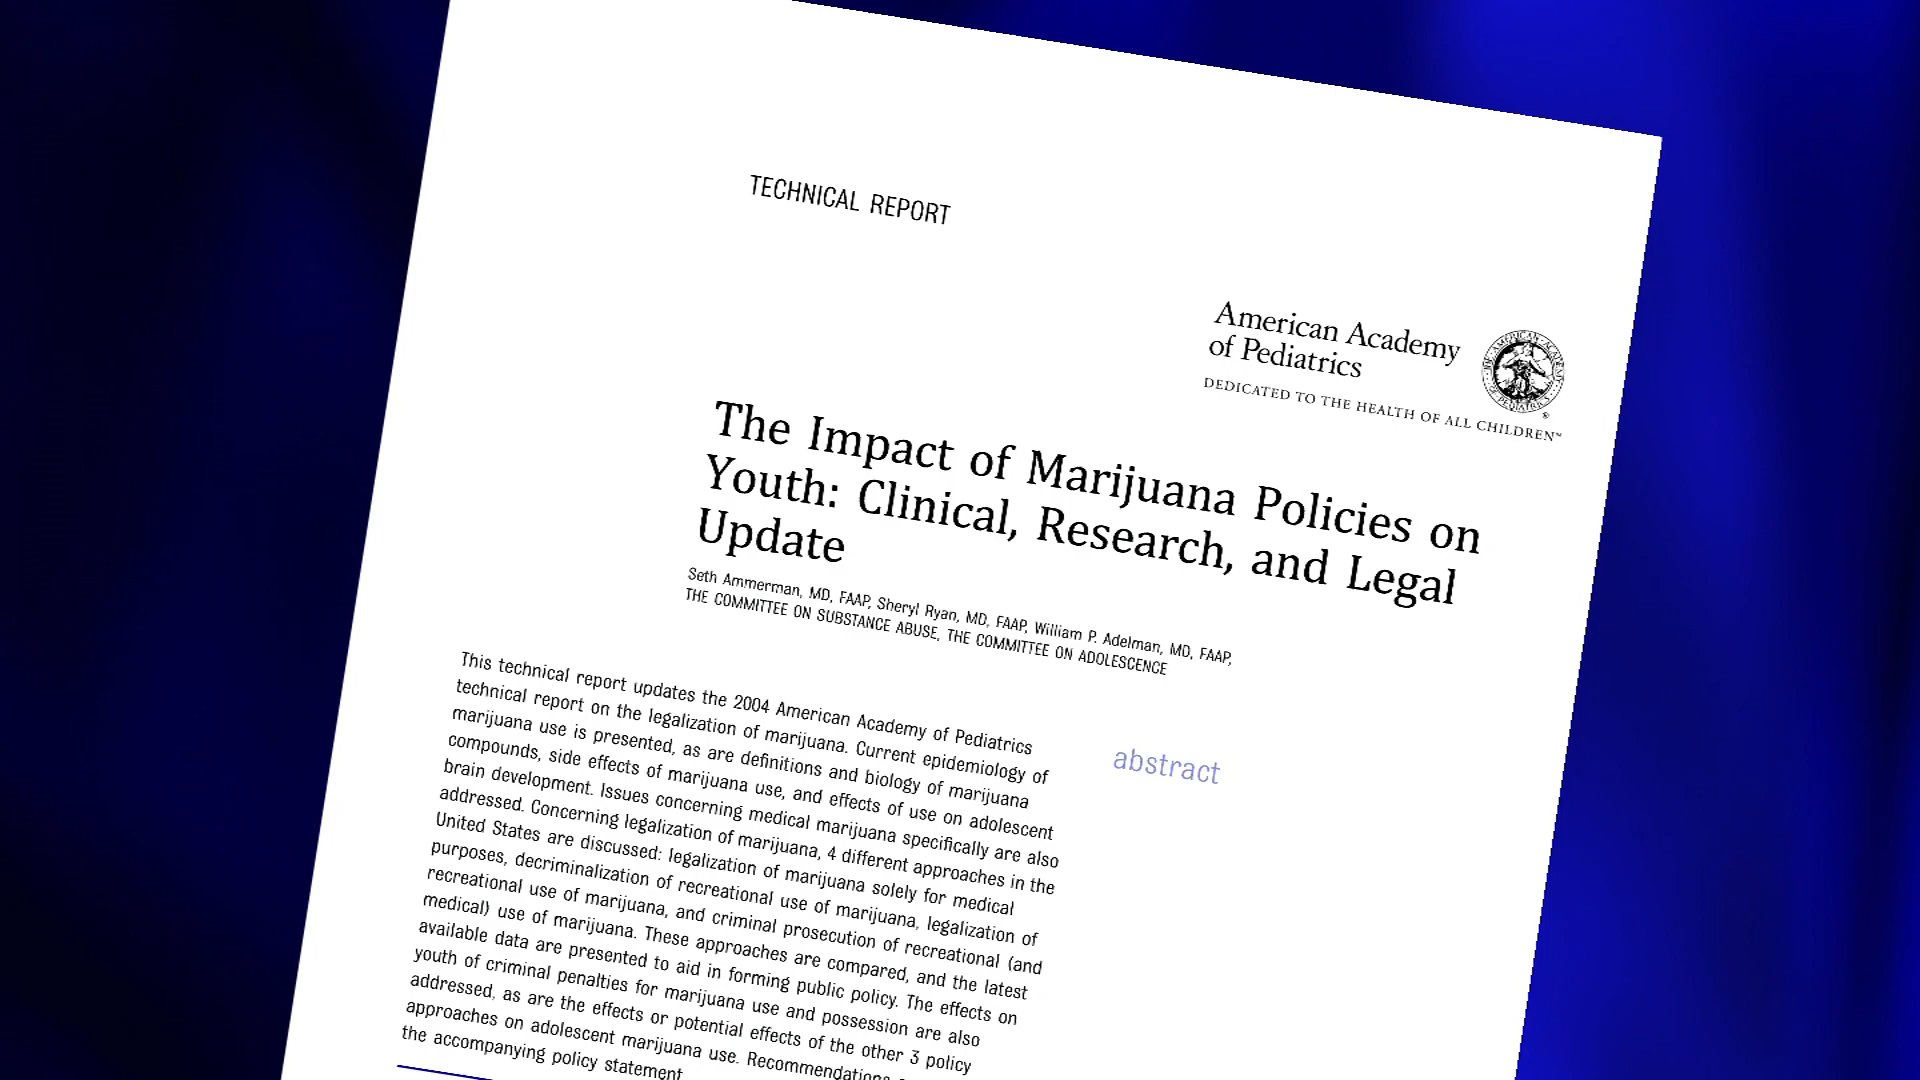 TECHNICAL REPORT
American Academy
of Pediatrics
DEDICATED TO THE HEALTH OF ALL CHILDREN™
The Impact of Marijuana Policies on
Youth: Clinical, Research, and Legal
Update
Seth Ammerman, MD, FAAP, Sheryl Ryan, MD, FAAP, William P. Adelman, MD, FAAP,
THE COMMITTEE ON SUBSTANCE ABUSE, THE COMMITTEE ON ADOLESCENCE
This technical report updates the 2004 American Academy of Pediatrics
technical report on the legalization of marijuana. Current epidemiology of
marijuana use is presented, as are definitions and biology of marijuana
compounds, side effects of marijuana use, and effects of use on adolescent
brain development. Issues concerning medical marijuana specifically are also
addressed. Concerning legalization of marijuana, 4 different approaches in the
United States are discussed: legalization of marijuana solely for medical
purposes, decriminalization of recreational use of marijuana, legalization of
recreational use of marijuana, and criminal prosecution of recreational (and
medical) use of marijuana. These approaches are compared, and the latest
available data are presented to aid in forming public policy. The effects on
youth of criminal penalties for marijuana use and possession are also
addressed, as are the effects or potential effects of the other 3 policy
approaches on adolescent marijuana use. Recommendations
the accompanying policy statement
abstract